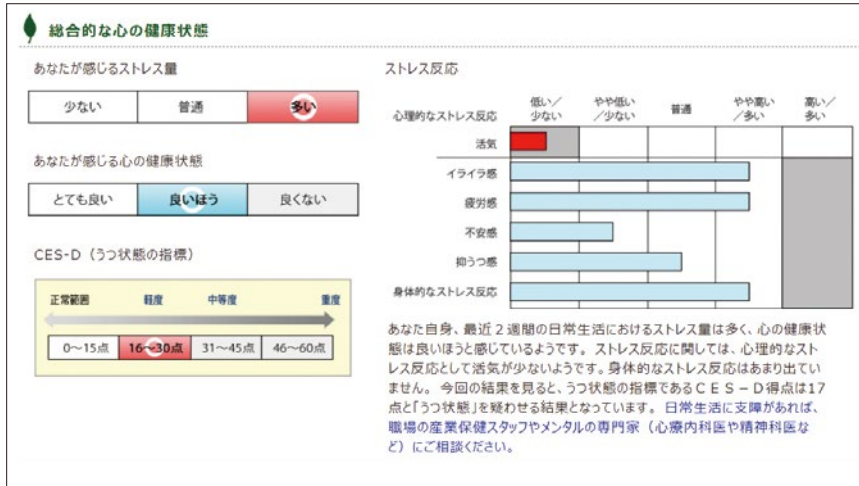 総合的な心の健康状態
あなたが感じるストレス量
少ない 普通 多い
あなたが感じる心の健康状態
とても良い 良いほう 良くない
CES-D（うつ状態の指標）
正常範囲 軽度 中等度 重度
0～15点 16～30点 31～45点 46～60点
ストレス反応
心理的なストレス反応 低い／少ない やや低い／少ない 普通 やや高い／多い 高い／多い
活気
イライラ感
疲労感
不安感
抑うつ感
身体的なストレス反応
あなた自身、最近２週間の日常生活におけるストレス量は多く、心の健康状
態は良いほうと感じているようです。ストレス反応に関しては、心理的なスト
レス反応として活気が少ないようです。身体的なストレス反応はあまり出てい
ません。 今回の結果を見ると、うつ状態の指標であるＣＥＳ－Ｄ得点は17
点と「うつ状態」を疑わせる結果となっています。 日常生活に支障があれば、
職場の産業保健スタッフやメンタルの専門家（心療内科医や精神科医な
ど）にご相談ください。